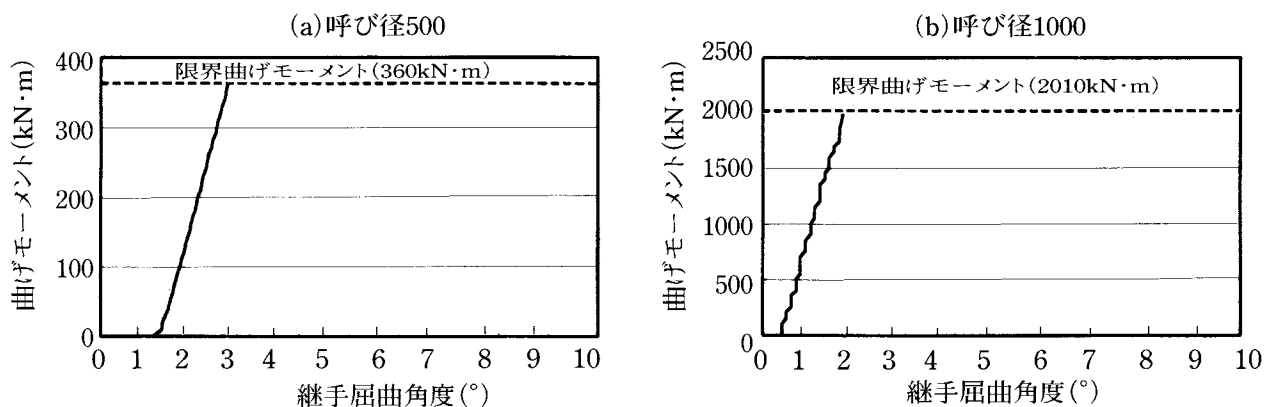 (a)呼び径500
400
300
200
100
0
限界曲げモーメント(360kN・m)
曲げモーメント(kN・m)
0 1 2 3 4 5 6 7 8 9 10
継手屈曲角度(°)
(b)呼び径1000
2500
2000
1500
1000
500
0
限界曲げモーメント(2010kN・m)
曲げモーメント(kN・m)
0 1 2 3 4 5 6 7 8 9 10
継手屈曲角度(°)